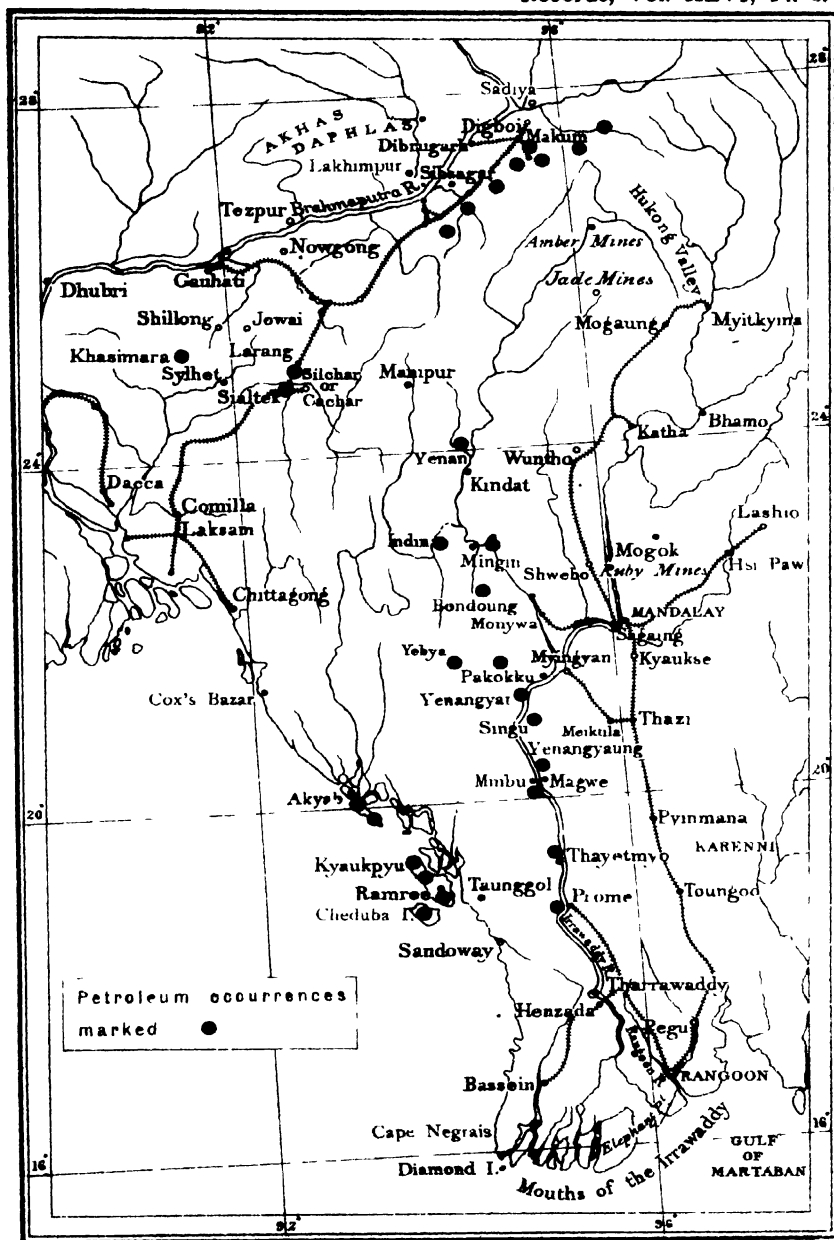 92°
96
28
28
Sadiya
AKHAS
DAPHLAS
Digboi
Dibrugarh
Makum
Lakhimpur
Sibsagar
Brahmaputra R.
Tezpur
Nowgong
Hukong Valley
Amber Mines
Dhubri
Gauhati
Jade Mines
Shillong
Jowai
Mogaung
Myitkyina
Khasimara
Larang
Sylhet
Silchar
or
Cachar
Manipur
Sialtek
Bhamo
24°
Katha
Yenan
Wuntho
24°
Kindat
Dacca
Comilla
Laksam
Lashio
Indin
Mingin
Mogok
Ruby Mines
Hsi Paw
Shwebo
Chittagong
Bondoung
Monywa
MANDALAY
Sagaing
Yebya
Myingyan
Kyaukse
Pakokku
Cox's Bazar
Yenangyat
Singu
Meikula
Thazi
Yenangyaung
20
Akyab
Minbu
Magwe
20°
Pyinmana
KARENNI
Kyaukpyu
Thayetmyo
Ramree
Taunggol
Prome
Toungoo
Cheduba I.
Irrawaddy R.
Sandoway
Petroleum occurrences
marked
Tharrawaddy
Henzada
Pegu
Rangoon R.
Bassein
RANGOON
Cape Negrais
Elephant Pt
16°
GULF
OF
MARTABAN
16°
Diamond I.
Mouths of the Irrawaddy
92°
96°